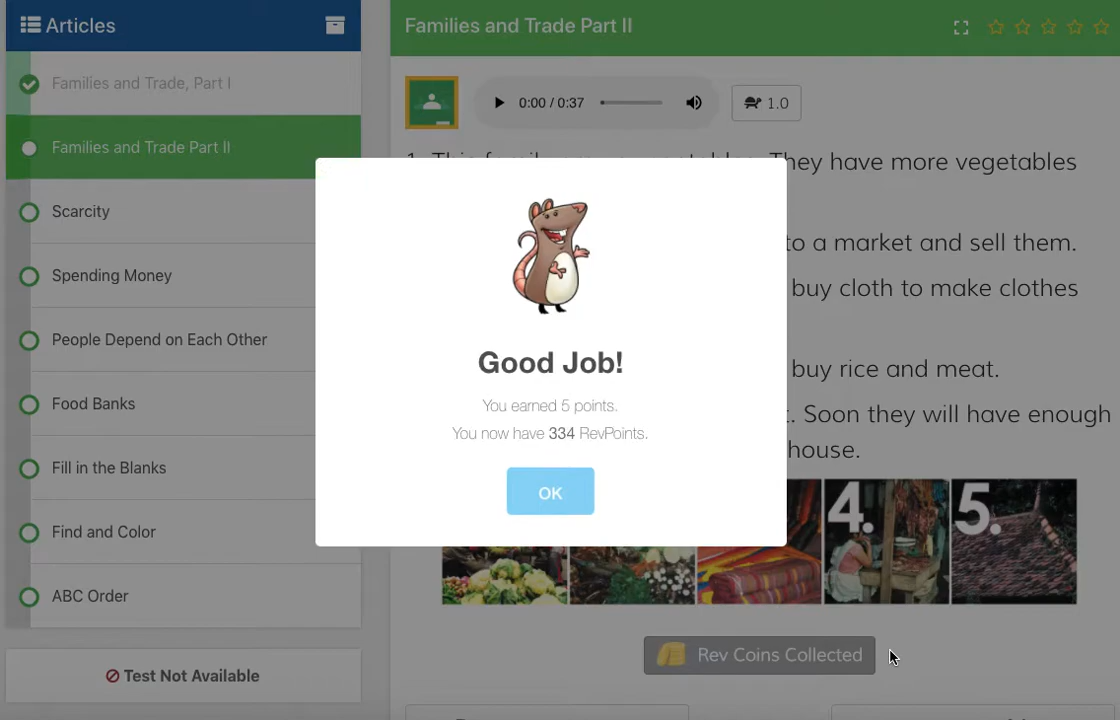 Articles
Families and Trade, Part I
Families and Trade Part II
Scarcity
Spending Money
People Depend on Each Other
Food Banks
Fill in the Blanks
Find and Color
ABC Order
Test Not Available
Families and Trade Part II
0:00 / 0:37
1.0
They have more vegetables
to a market and sell them.
buy cloth to make clothes
buy rice and meat.
Soon they will have enough
house.
4.
5.
Rev Coins Collected
Good Job!
You earned 5 points.
You now have 334 RevPoints.
OK